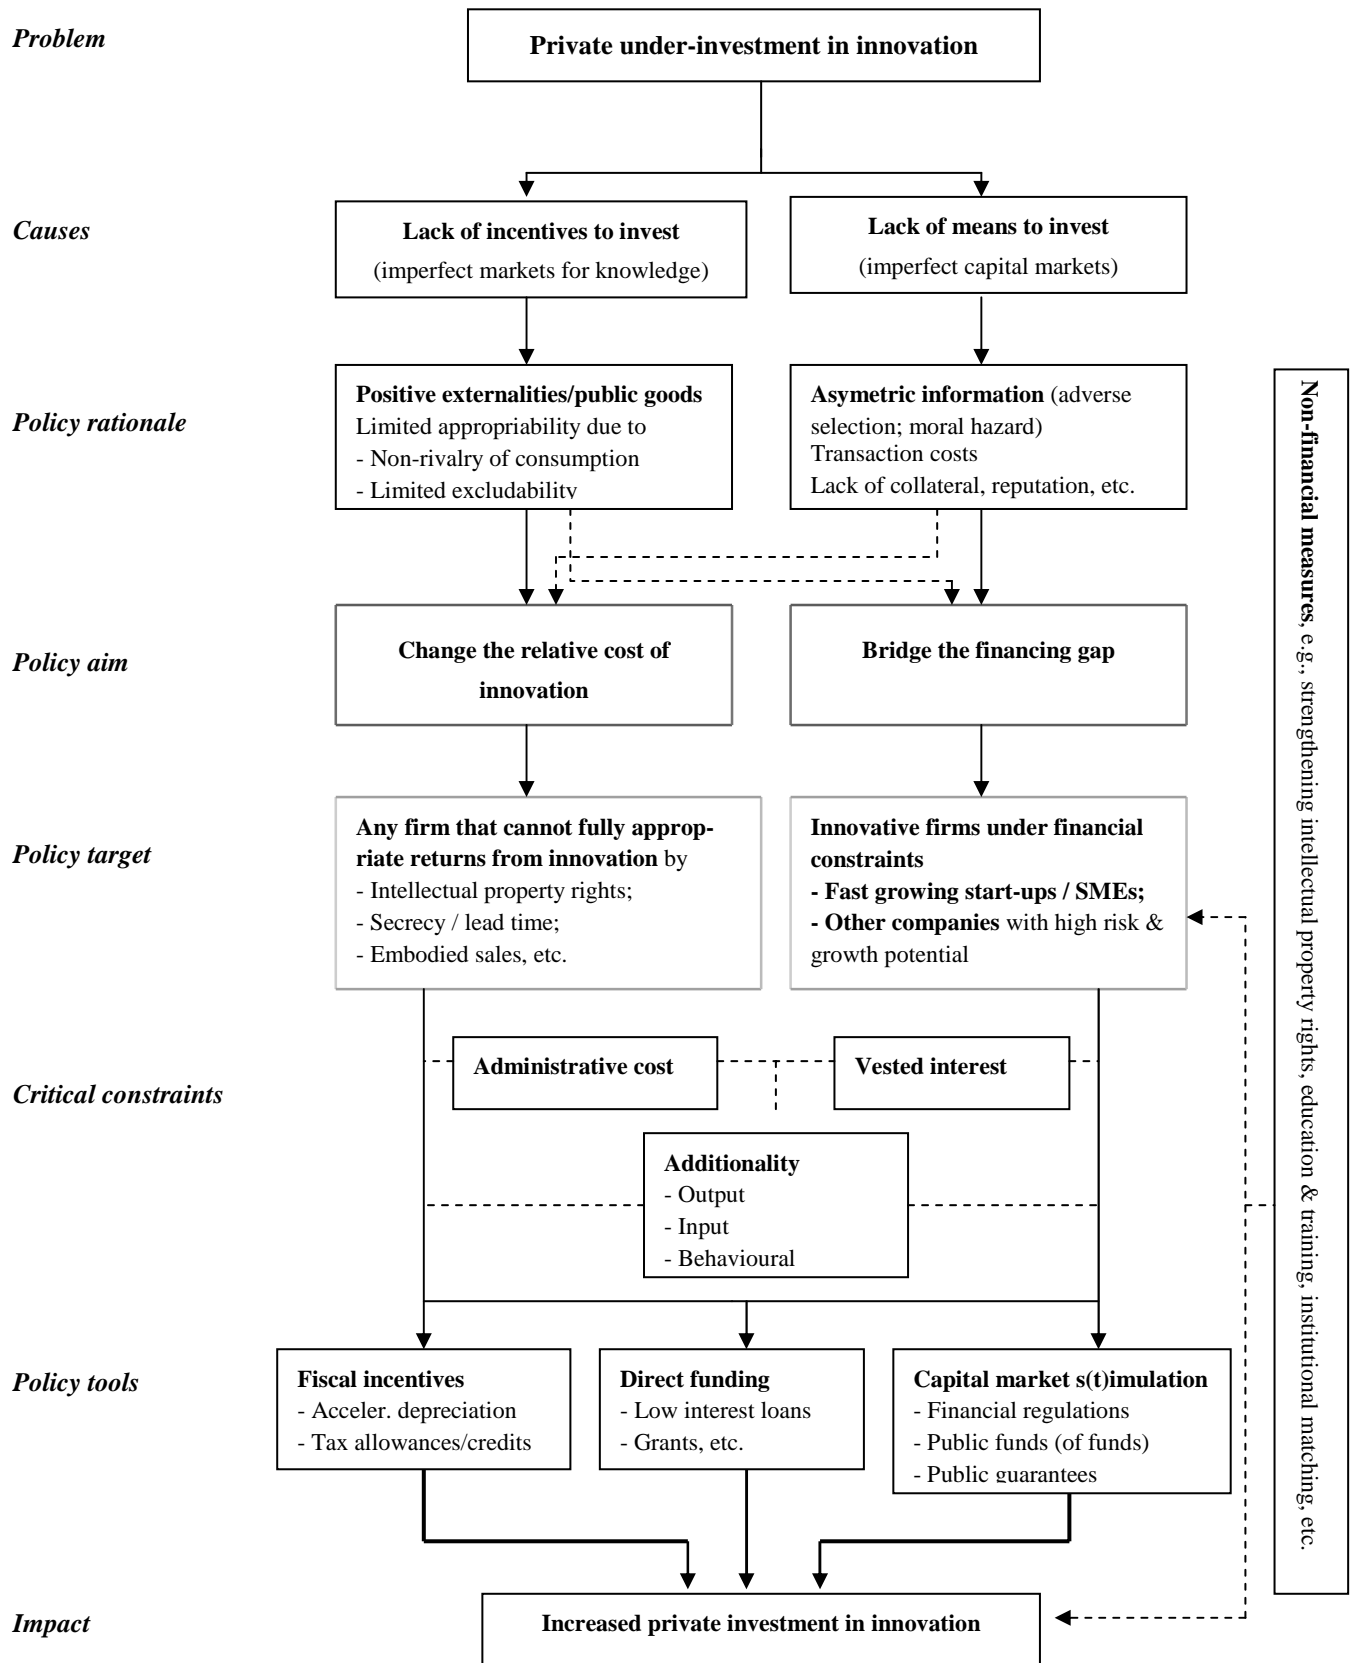 Problem
Private under-investment in innovation
Causes
Lack of incentives to invest
(imperfect markets for knowledge)
Lack of means to invest
(imperfect capital markets)
Policy rationale
Positive externalities/public goods
Limited appropriability due to
- Non-rivalry of consumption
- Limited excludability
Asymetric information (adverse
selection; moral hazard)
Transaction costs
Lack of collateral, reputation, etc.
Policy aim
Change the relative cost of
innovation
Bridge the financing gap
Policy target
Any firm that cannot fully approp-
riate returns from innovation by
- Intellectual property rights;
- Secrecy / lead time;
- Embodied sales, etc.
Innovative firms under financial
constraints
- Fast growing start-ups / SMEs;
- Other companies with high risk &
growth potential
Critical constraints
Administrative cost
Vested interest
Additionality
- Output
- Input
- Behavioural
Policy tools
Fiscal incentives
- Acceler. depreciation
- Tax allowances/credits
Direct funding
- Low interest loans
- Grants, etc.
Capital market s(t)imulation
- Financial regulations
- Public funds (of funds)
- Public guarantees
Impact
Increased private investment in innovation
Non-financial measures, e.g., strengthening intellectual property rights, education & training, institutional matching, etc.